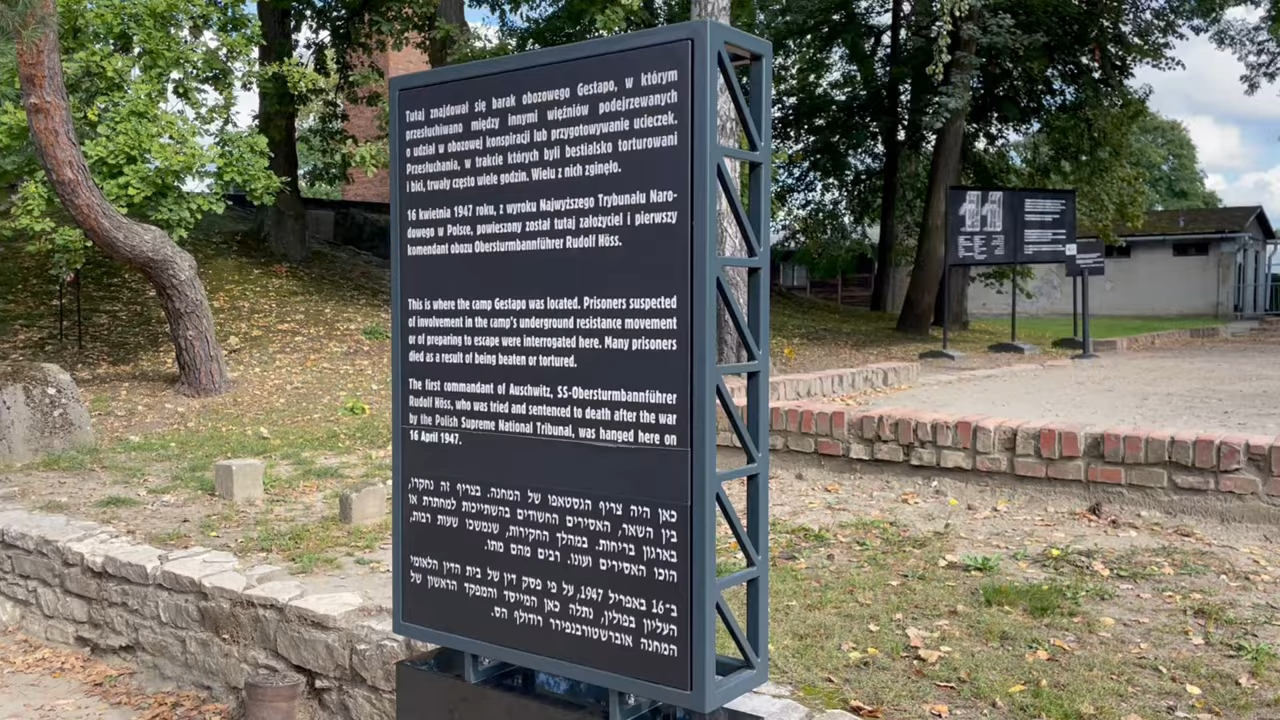 Tutaj znajdował się barak obozowego Gestapo, w którym
przesłuchiwano między innymi więźniów podejrzewanych
o udział w obozowej konspiracji lub przygotowywanie ucieczek.
Przesłuchania, w trakcie których byli bestialsko torturowani
i bici, trwały często wiele godzin. Wielu z nich zginęło.
16 kwietnia 1947 roku, z wyroku Najwyższego Trybunału Naro-
dowego w Polsce, powieszony został tutaj założyciel i pierwszy
komendant obozu Obersturmbannführer Rudolf Höss.
This is where the camp Gestapo was located. Prisoners suspected
of involvement in the camp's underground resistance movement
or of preparing to escape were interrogated here. Many prisoners
died as a result of being beaten or tortured.
The first commandant of Auschwitz, SS-Obersturmbannführer
Rudolf Höss, who was tried and sentenced to death after the war
by the Polish Supreme National Tribunal, was hanged here on
16 April 1947.
כאן היה צריף הגסטאפו של המחנה. בצריף זה נחקרו,
בין השאר, האסירים החשודים בהשתייכות למחתרת או
בארגון בריחות. במהלך החקירות, שנמשכו שעות רבות,
הוכו האסירים ועונו. רבים מהם מתו.
ב־16 באפריל 1947, על פי פסק דין של בית הדין הלאומי
העליון בפולין, נתלה כאן המייסד והמפקד הראשון של
המחנה אוברשטורבנפירר רודולף הס.
11